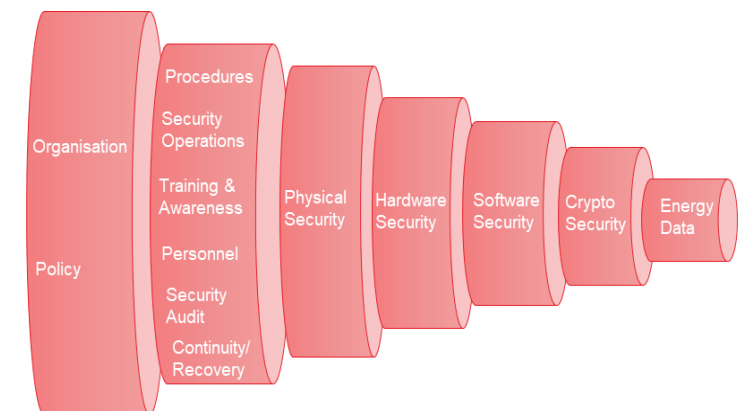 Organisation
Policy
Procedures
Security
Operations
Training &
Awareness
Personnel
Security
Audit
Continuity/
Recovery
Physical
Security
Hardware
Security
Software
Security
Crypto
Security
Energy
Data